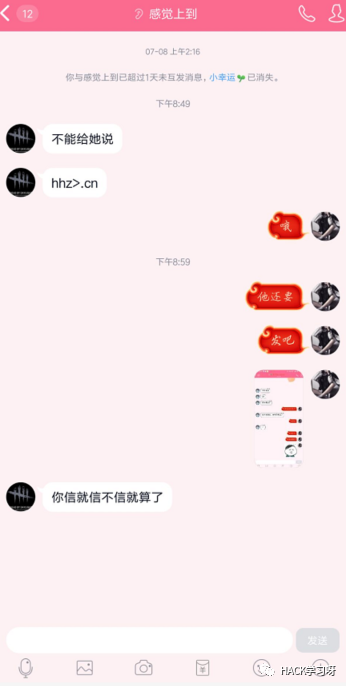 12
感觉上到
07-08 上午2:16
你与感觉上到已超过1天未互发消息，小幸运已消失。
下午8:49
不能给她说
hhz>.cn
哦
下午8:59
他还要
发吧
你信就信不信就算了
发送
HACK学习呀